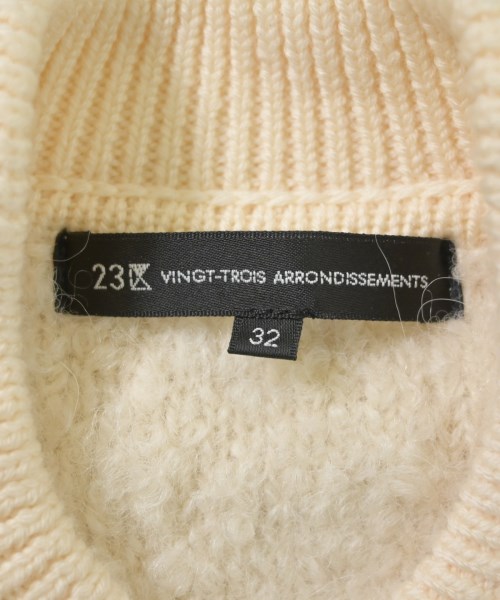 23区 VINGT-TROIS ARRONDISSEMENTS
32